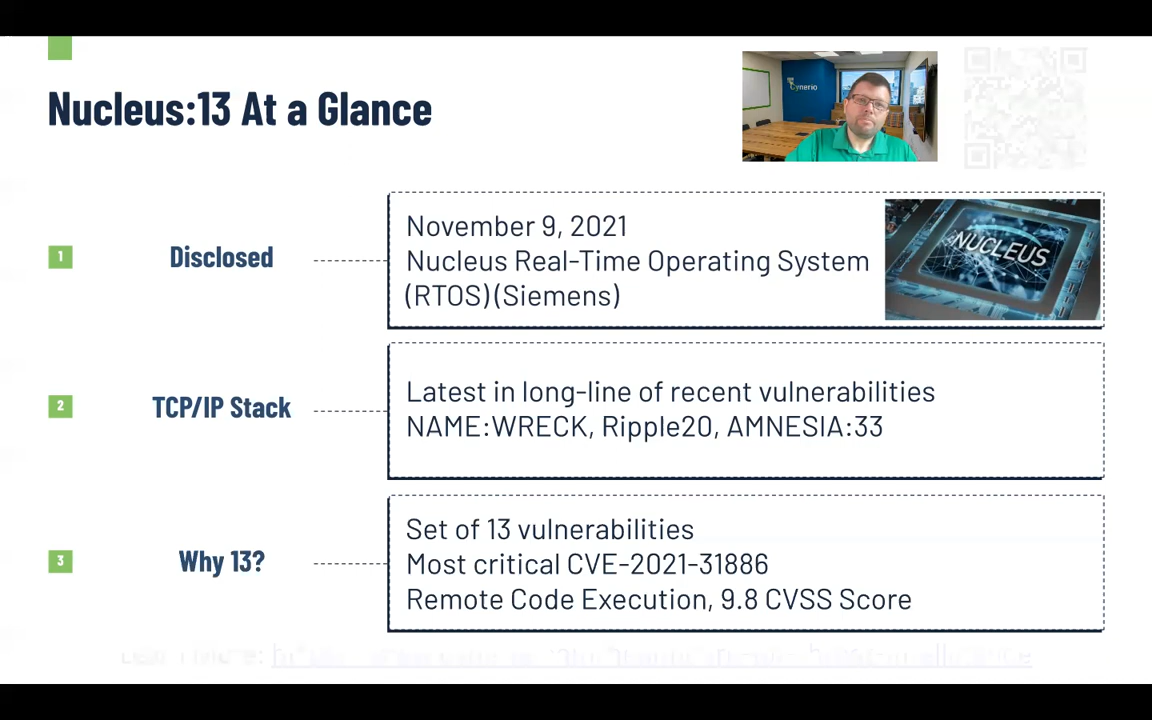 Nucleus:13 At a Glance
Cynerio
1
Disclosed
November 9, 2021
Nucleus Real-Time Operating System
(RTOS) (Siemens)
NUCLEUS
2
TCP/IP Stack
Latest in long-line of recent vulnerabilities
NAME:WRECK, Ripple20, AMNESIA:33
3
Why 13?
Set of 13 vulnerabilities
Most critical CVE-2021-31886
Remote Code Execution, 9.8 CVSS Score